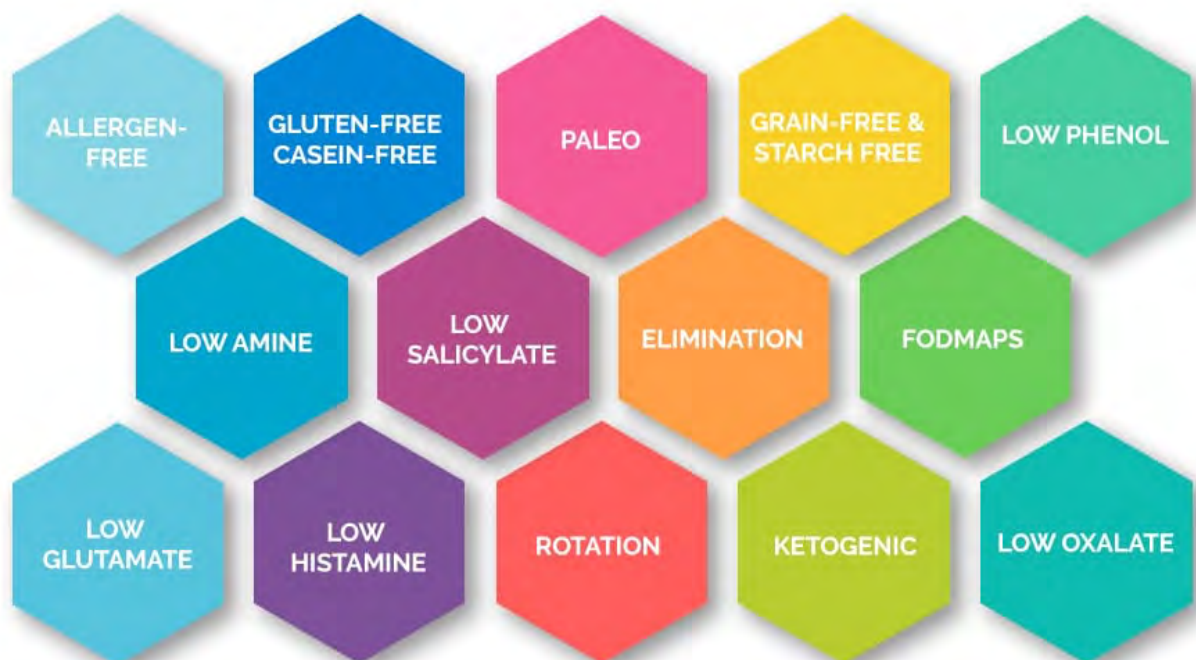 ALLERGEN-
FREE
GLUTEN-FREE
CASEIN-FREE
PALEO
GRAIN-FREE &
STARCH FREE
LOW PHENOL
LOW AMINE
LOW
SALICYLATE
ELIMINATION
FODMAPS
LOW
GLUTAMATE
LOW
HISTAMINE
ROTATION
KETOGENIC
LOW OXALATE